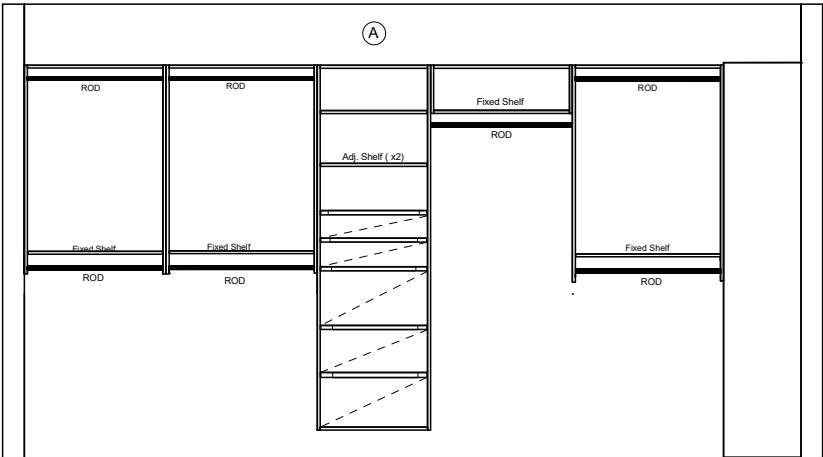 A
ROD
ROD
ROD
Fixed Shelf
ROD
Adj. Shelf ( x2)
Fixed Shelf
Fixed Shelf
Fixed Shelf
ROD
ROD
ROD